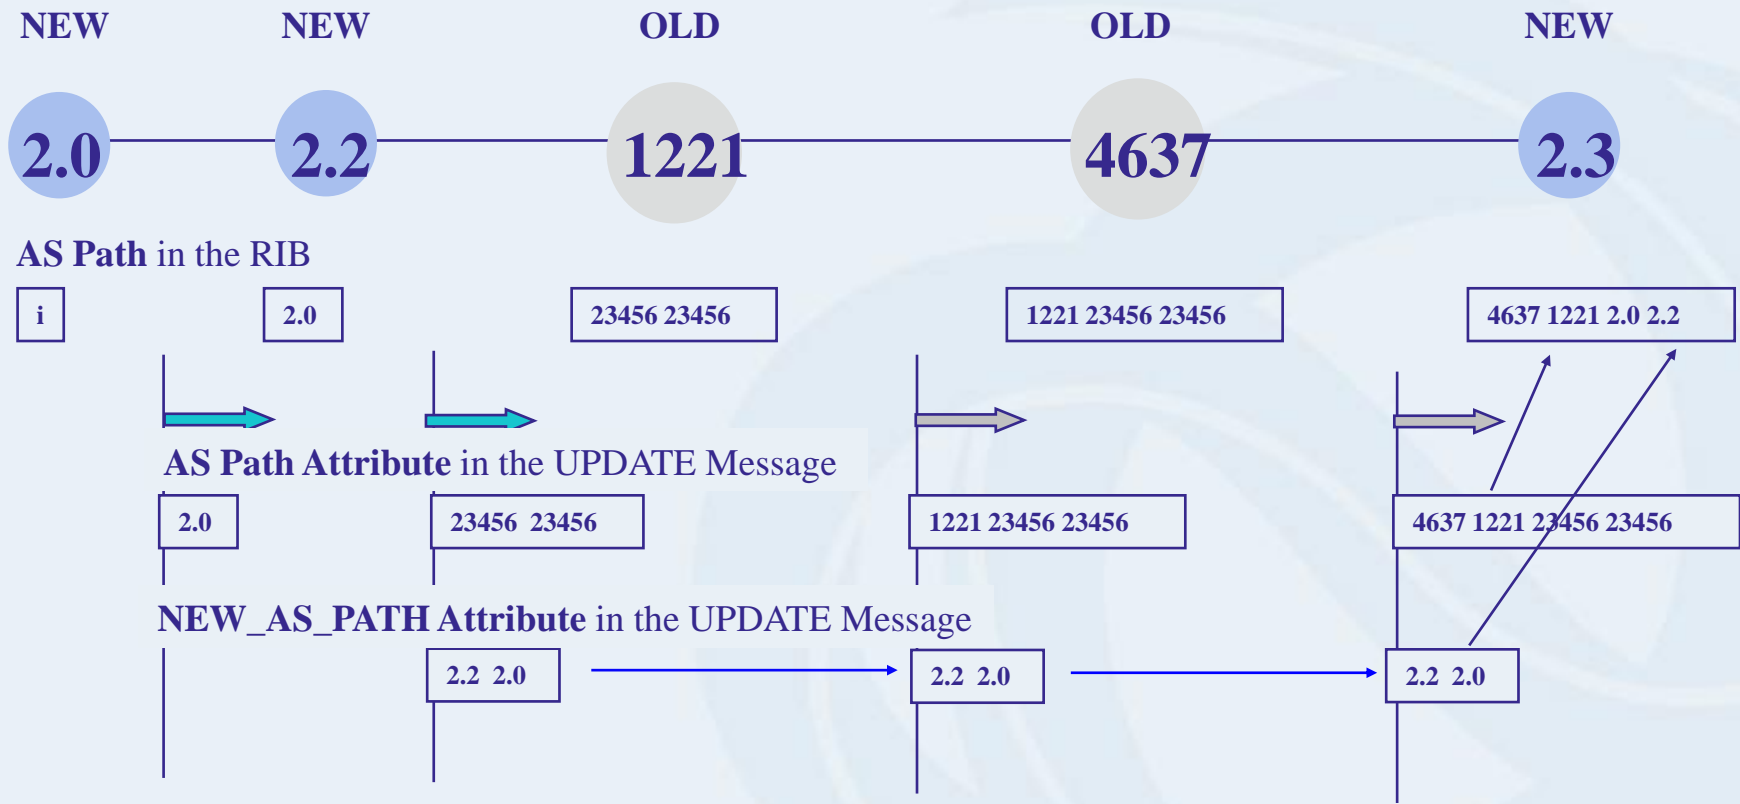 NEW NEW OLD OLD NEW
2.0 2.2 1221 4637 2.3
AS Path in the RIB
i 2.0 23456 23456 1221 23456 23456 4637 1221 2.0 2.2
AS Path Attribute in the UPDATE Message
2.0 23456 23456 1221 23456 23456 4637 1221 23456 23456
NEW_AS_PATH Attribute in the UPDATE Message
2.2 2.0 2.2 2.0 2.2 2.0